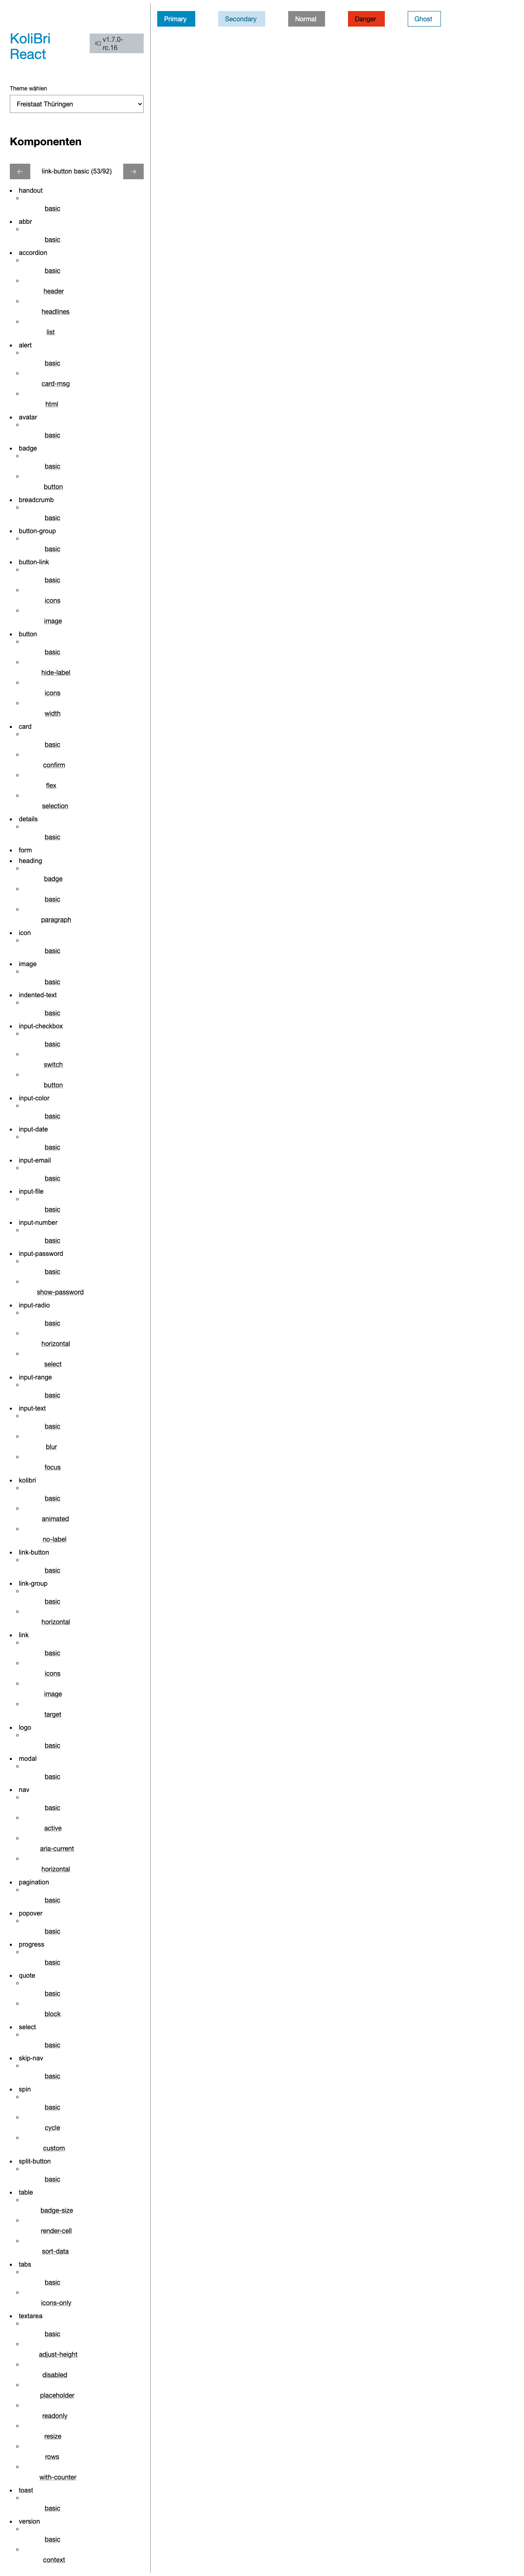 KoliBri
React
v1.7.0-
rc.16
Theme wählen
Freistaat Thüringen
Komponenten
link-button basic (53/92)
handout
basic
abbr
basic
accordion
basic
header
headlines
list
alert
basic
card-msg
html
avatar
basic
badge
basic
button
breadcrumb
basic
button-group
basic
button-link
basic
icons
image
button
basic
hide-label
icons
width
card
basic
confirm
flex
selection
details
basic
form
heading
badge
basic
paragraph
icon
basic
image
basic
indented-text
basic
input-checkbox
basic
switch
button
input-color
basic
input-date
basic
input-email
basic
input-file
basic
input-number
basic
input-password
basic
show-password
input-radio
basic
horizontal
select
input-range
basic
input-text
basic
blur
focus
kolibri
basic
animated
no-label
link-button
basic
link-group
basic
horizontal
link
basic
icons
image
target
logo
basic
modal
basic
nav
basic
active
aria-current
horizontal
pagination
basic
popover
basic
progress
basic
quote
basic
block
select
basic
skip-nav
basic
spin
basic
cycle
custom
split-button
basic
table
badge-size
render-cell
sort-data
tabs
basic
icons-only
textarea
basic
adjust-height
disabled
placeholder
readonly
resize
rows
with-counter
toast
basic
version
basic
context
Primary
Secondary
Normal
Danger
Ghost